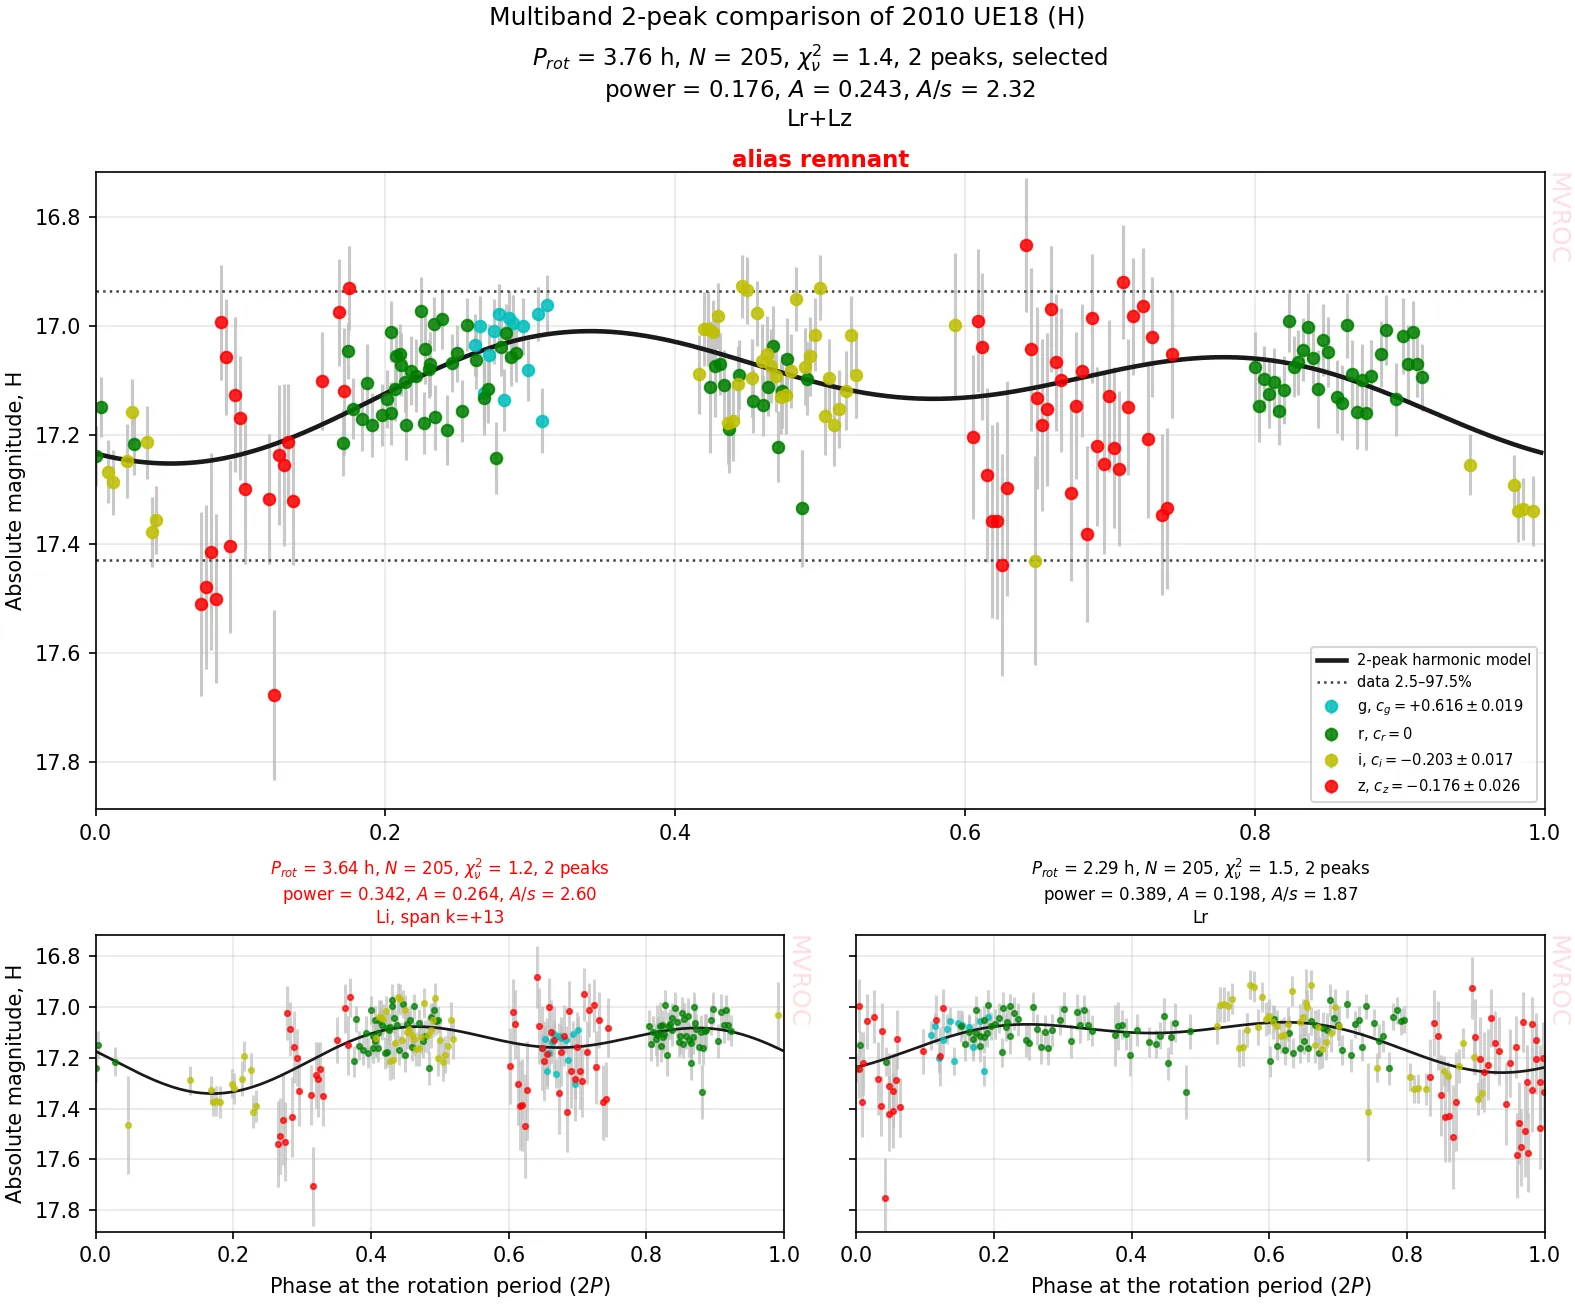 Multiband 2-peak comparison of 2010 UE18 (H)
P_rot = 3.76 h, N = 205, χ²_ν = 1.4, 2 peaks, selected
power = 0.176, A = 0.243, A/s = 2.32
Lr+Lz
alias remnant
MVROC
Absolute magnitude, H
16.8
17.0
17.2
17.4
17.6
17.8
2-peak harmonic model
data 2.5–97.5%
g, c_g = +0.616 ± 0.019
r, c_r = 0
i, c_i = −0.203 ± 0.017
z, c_z = −0.176 ± 0.026
0.0 0.2 0.4 0.6 0.8 1.0
P_rot = 3.64 h, N = 205, χ²_ν = 1.2, 2 peaks
power = 0.342, A = 0.264, A/s = 2.60
Li, span k=+13
MVROC
Absolute magnitude, H
16.8
17.0
17.2
17.4
17.6
17.8
0.0 0.2 0.4 0.6 0.8 1.0
Phase at the rotation period (2P)
P_rot = 2.29 h, N = 205, χ²_ν = 1.5, 2 peaks
power = 0.389, A = 0.198, A/s = 1.87
Lr
MVROC
0.0 0.2 0.4 0.6 0.8 1.0
Phase at the rotation period (2P)